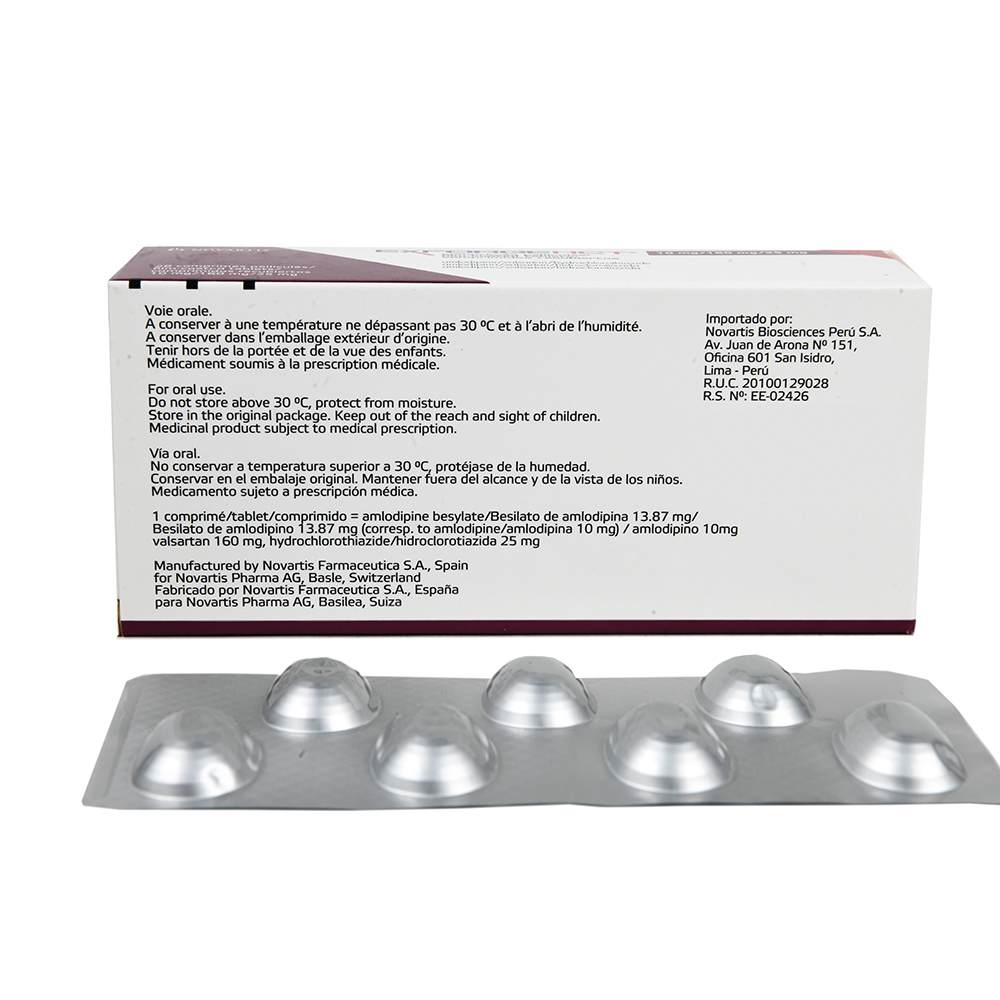 10 mg/160 mg/25 mg
Voie orale.
A conserver à une température ne dépassant pas 30 ºC et à l'abri de l'humidité.
A conserver dans l'emballage extérieur d'origine.
Tenir hors de la portée et de la vue des enfants.
Médicament soumis à la prescription médicale.
For oral use.
Do not store above 30 ºC, protect from moisture.
Store in the original package. Keep out of the reach and sight of children.
Medicinal product subject to medical prescription.
Vía oral.
No conservar a temperatura superior a 30 ºC, protéjase de la humedad.
Conservar en el embalaje original. Mantener fuera del alcance y de la vista de los niños.
Medicamento sujeto a prescripción médica.
1 comprimé/tablet/comprimido = amlodipine besylate/Besilato de amlodipina 13.87 mg/
Besilato de amlodipino 13.87 mg (corresp. to amlodipine/amlodipina 10 mg) / amlodipino 10mg
valsartan 160 mg, hydrochlorothiazide/hidroclorotiazida 25 mg
Manufactured by Novartis Farmaceutica S.A., Spain
for Novartis Pharma AG, Basle, Switzerland
Fabricado por Novartis Farmaceutica S.A., España
para Novartis Pharma AG, Basilea, Suiza
Importado por:
Novartis Biosciences Perú S.A.
Av. Juan de Arona Nº 151,
Oficina 601 San Isidro,
Lima - Perú
R.U.C. 20100129028
R.S. Nº: EE-02426